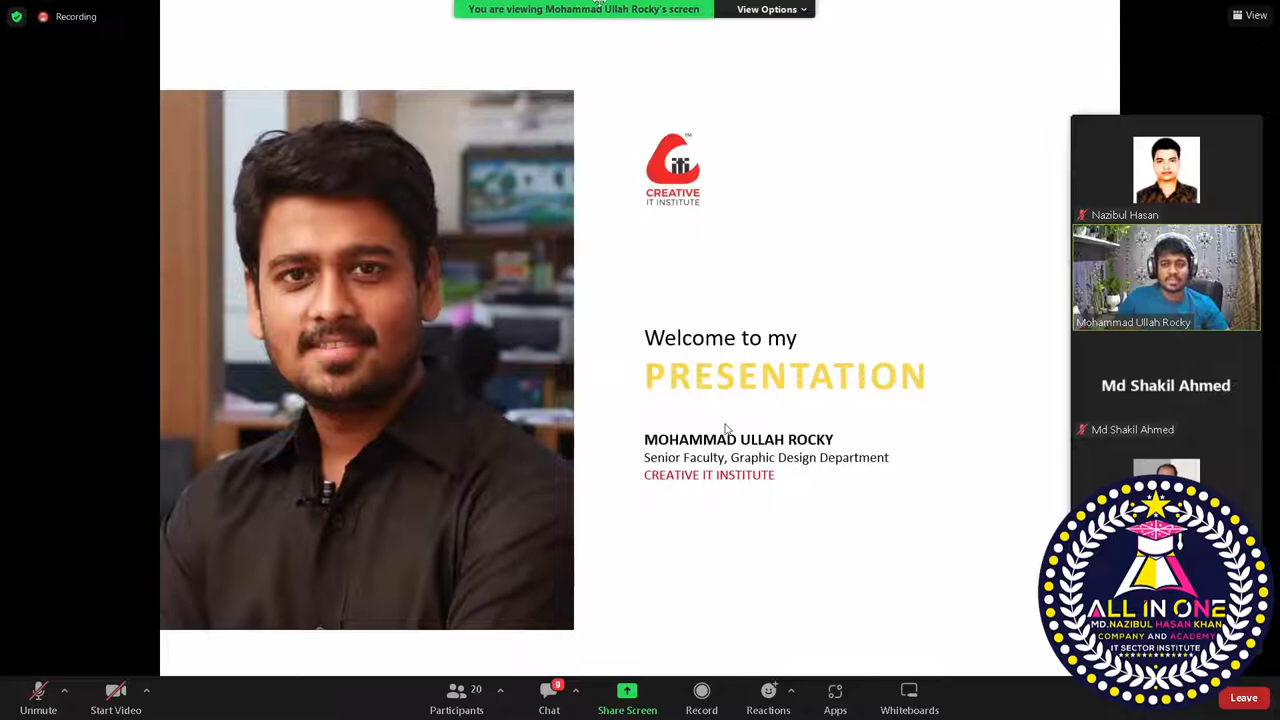 Recording
You are viewing Mohammad Ullah Rocky's screen
View Options
View
TM
iti
CREATIVE
IT INSTITUTE
Welcome to my
PRESENTATION
MOHAMMAD ULLAH ROCKY
Senior Faculty, Graphic Design Department
CREATIVE IT INSTITUTE
Nazibul Hasan
Mohammad Ullah Rocky
Md Shakil Ahmed
Md Shakil Ahmed
ALL IN ONE
MD.NAZIBUL HASAN KHAN
COMPANY AND ACADEMY
IT SECTOR INSTITUTE
Unmute
Start Video
20
Participants
9
Chat
Share Screen
Record
Reactions
Apps
Whiteboards
Leave